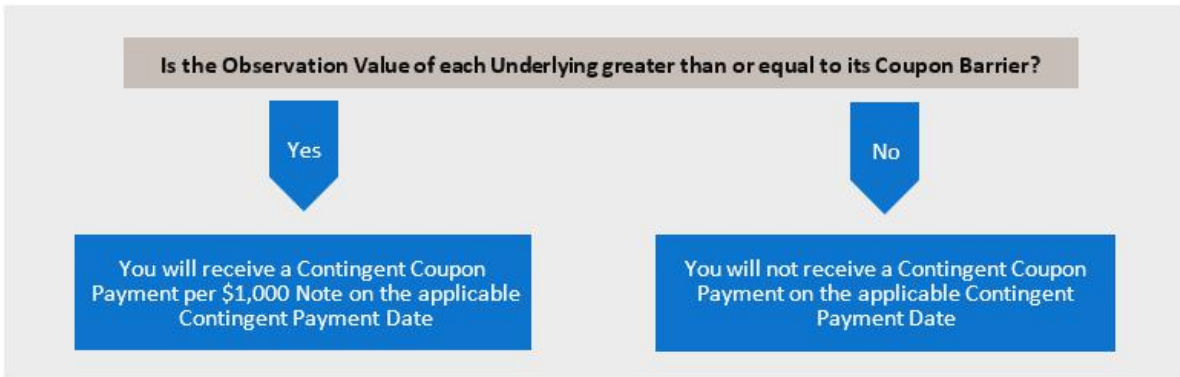 Is the Observation Value of each Underlying greater than or equal to its Coupon Barrier?
Yes
No
You will receive a Contingent Coupon
Payment per $1,000 Note on the applicable
Contingent Payment Date
You will not receive a Contingent Coupon
Payment on the applicable Contingent
Payment Date